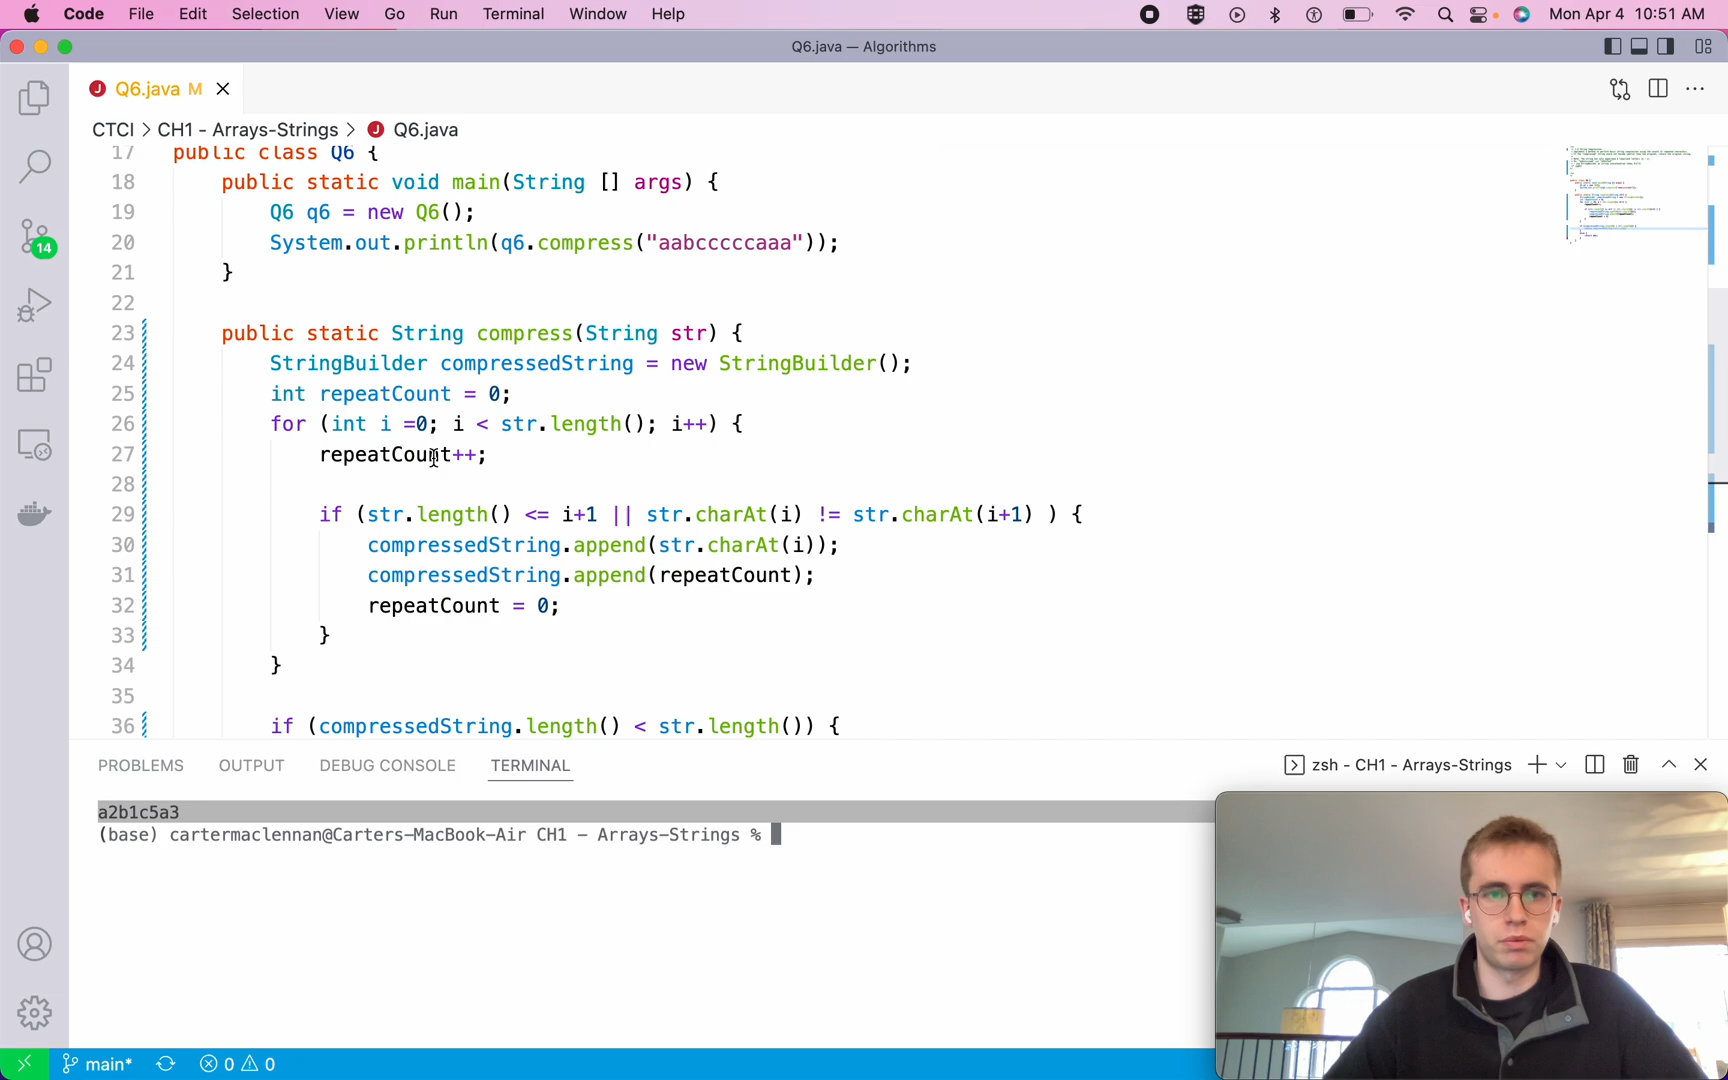 Code File Edit Selection View Go Run Terminal Window Help Mon Apr 4 10:51 AM
Q6.java — Algorithms
J Q6.java M
CTCI > CH1 - Arrays-Strings > J Q6.java
17 public class Q6 {
18 public static void main(String [] args) {
19 Q6 q6 = new Q6();
20 System.out.println(q6.compress("aabcccccaaa"));
21 }
22
23 public static String compress(String str) {
24 StringBuilder compressedString = new StringBuilder();
25 int repeatCount = 0;
26 for (int i =0; i < str.length(); i++) {
27 repeatCount++;
28
29 if (str.length() <= i+1 || str.charAt(i) != str.charAt(i+1) ) {
30 compressedString.append(str.charAt(i));
31 compressedString.append(repeatCount);
32 repeatCount = 0;
33 }
34 }
35
36 if (compressedString.length() < str.length()) {
14
PROBLEMS OUTPUT DEBUG CONSOLE TERMINAL zsh - CH1 - Arrays-Strings
a2b1c5a3
(base) cartermaclennan@Carters-MacBook-Air CH1 - Arrays-Strings %
main* 0 0